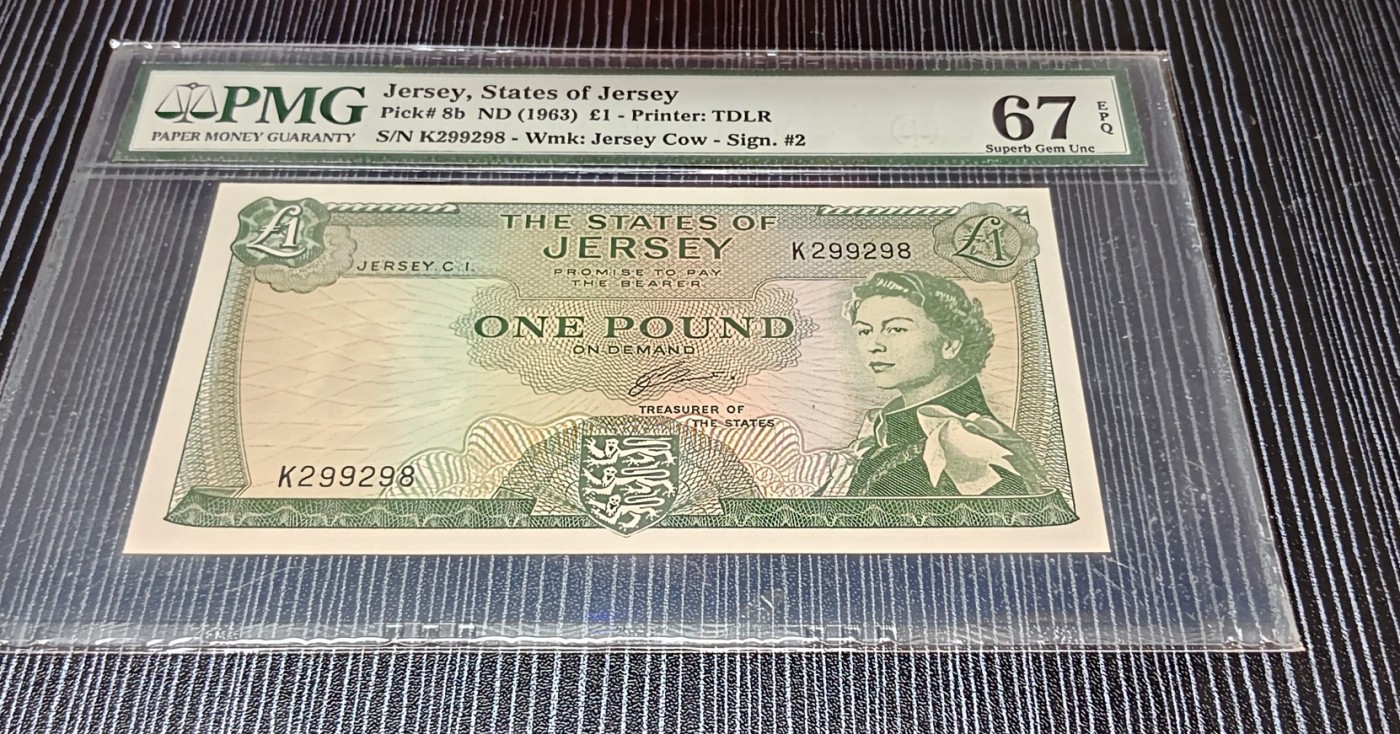 PMG
PAPER MONEY GUARANTY
Jersey, States of Jersey
Pick# 8b ND (1963) £1 - Printer: TDLR
S/N K299298 - Wmk: Jersey Cow - Sign. #2
67
EPQ
Superb Gem Unc
£1
THE STATES OF
JERSEY
K299298
£1
JERSEY. C.I.
PROMISE TO PAY
THE BEARER
ONE POUND
ON DEMAND
TREASURER OF
THE STATES
K299298